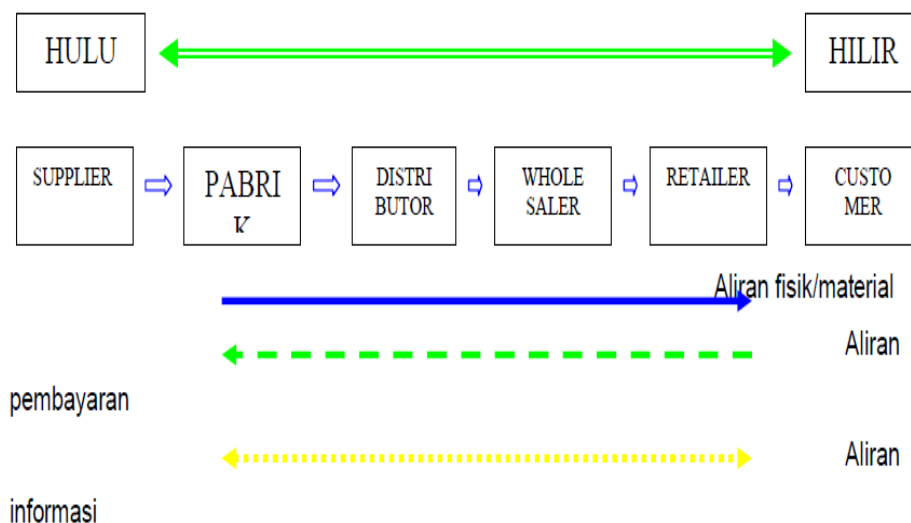 HULU
HILIR
SUPPLIER
PABRI
K
DISTRI
BUTOR
WHOLE
SALER
RETAILER
CUSTO
MER
Aliran fisik/material
Aliran
pembayaran
Aliran
informasi